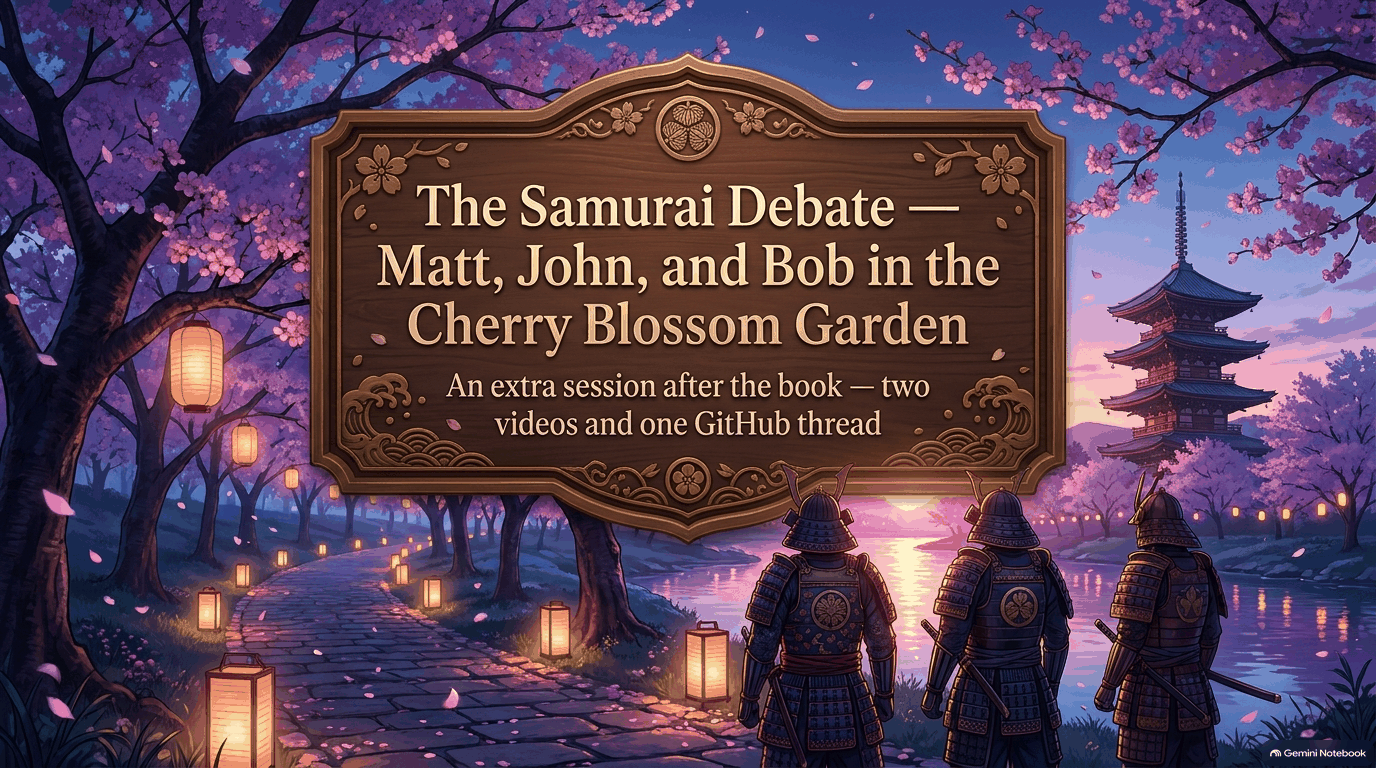 The Samurai Debate —
Matt, John, and Bob in the
Cherry Blossom Garden
An extra session after the book — two
videos and one GitHub thread
Gemini Notebook